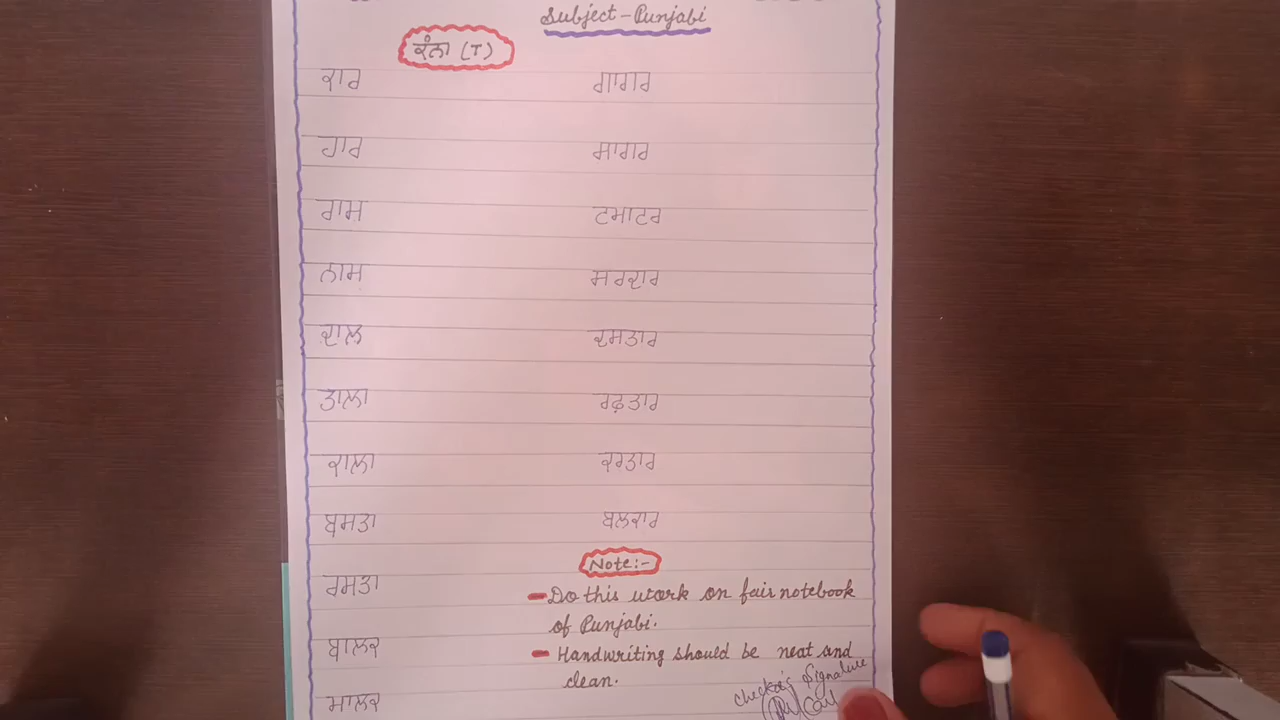 Subject-Punjabi
ਕੰਨਾ (ਾ)
ਕਾਰ
ਹਾਰ
ਰਾਮ
ਨਾਮ
ਦਾਲ
ਤਾਲਾ
ਕਾਲਾ
ਬਸਤਾ
ਰਸਤਾ
ਬਾਲਕ
ਮਾਲਕ
ਗਾਗਰ
ਸਾਗਰ
ਟਮਾਟਰ
ਸਰਦਾਰ
ਦਸਤਾਰ
ਰਫ਼ਤਾਰ
ਕਰਤਾਰ
ਬਲਕਾਰ
Note:-
- Do this work on fair notebook
of Punjabi.
- Handwriting should be neat and
clean.
Checker's Signature